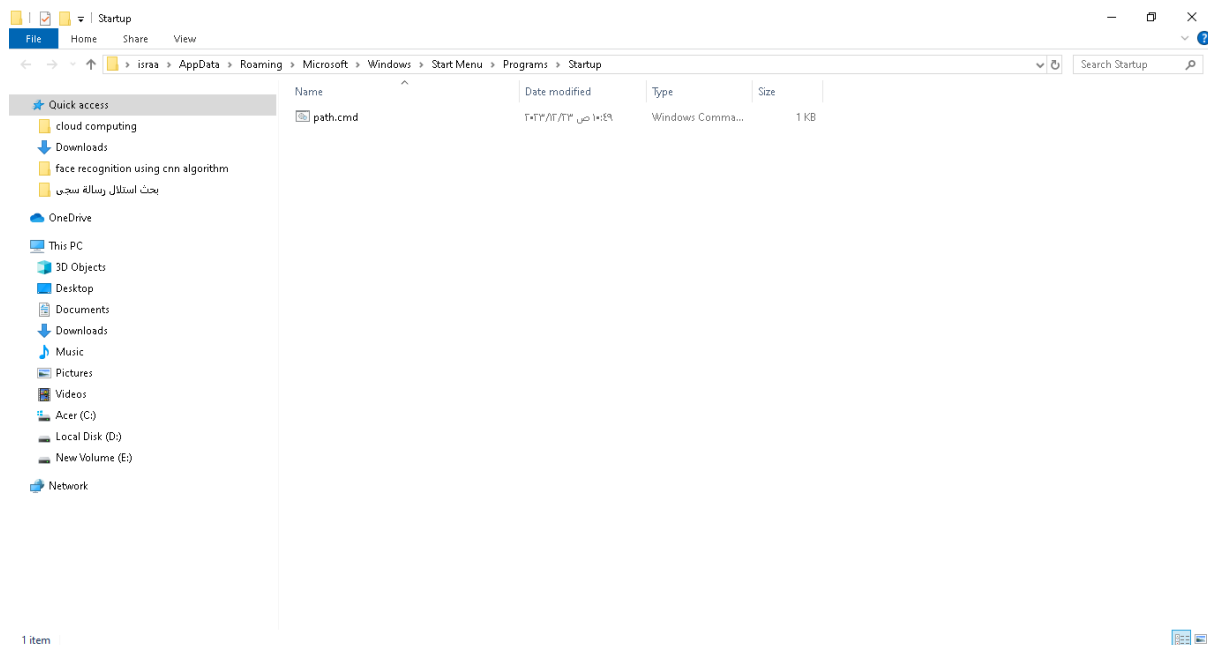 Startup
File Home Share View
israa > AppData > Roaming > Microsoft > Windows > Start Menu > Programs > Startup
Search Startup
Name Date modified Type Size
path.cmd ٢٠٢٣/١٢/٢٣ ١٠:٤٩ ص Windows Comma... 1 KB
Quick access
cloud computing
Downloads
face recognition using cnn algorithm
بحث استلال رسالة سجى
OneDrive
This PC
3D Objects
Desktop
Documents
Downloads
Music
Pictures
Videos
Acer (C:)
Local Disk (D:)
New Volume (E:)
Network
1 item